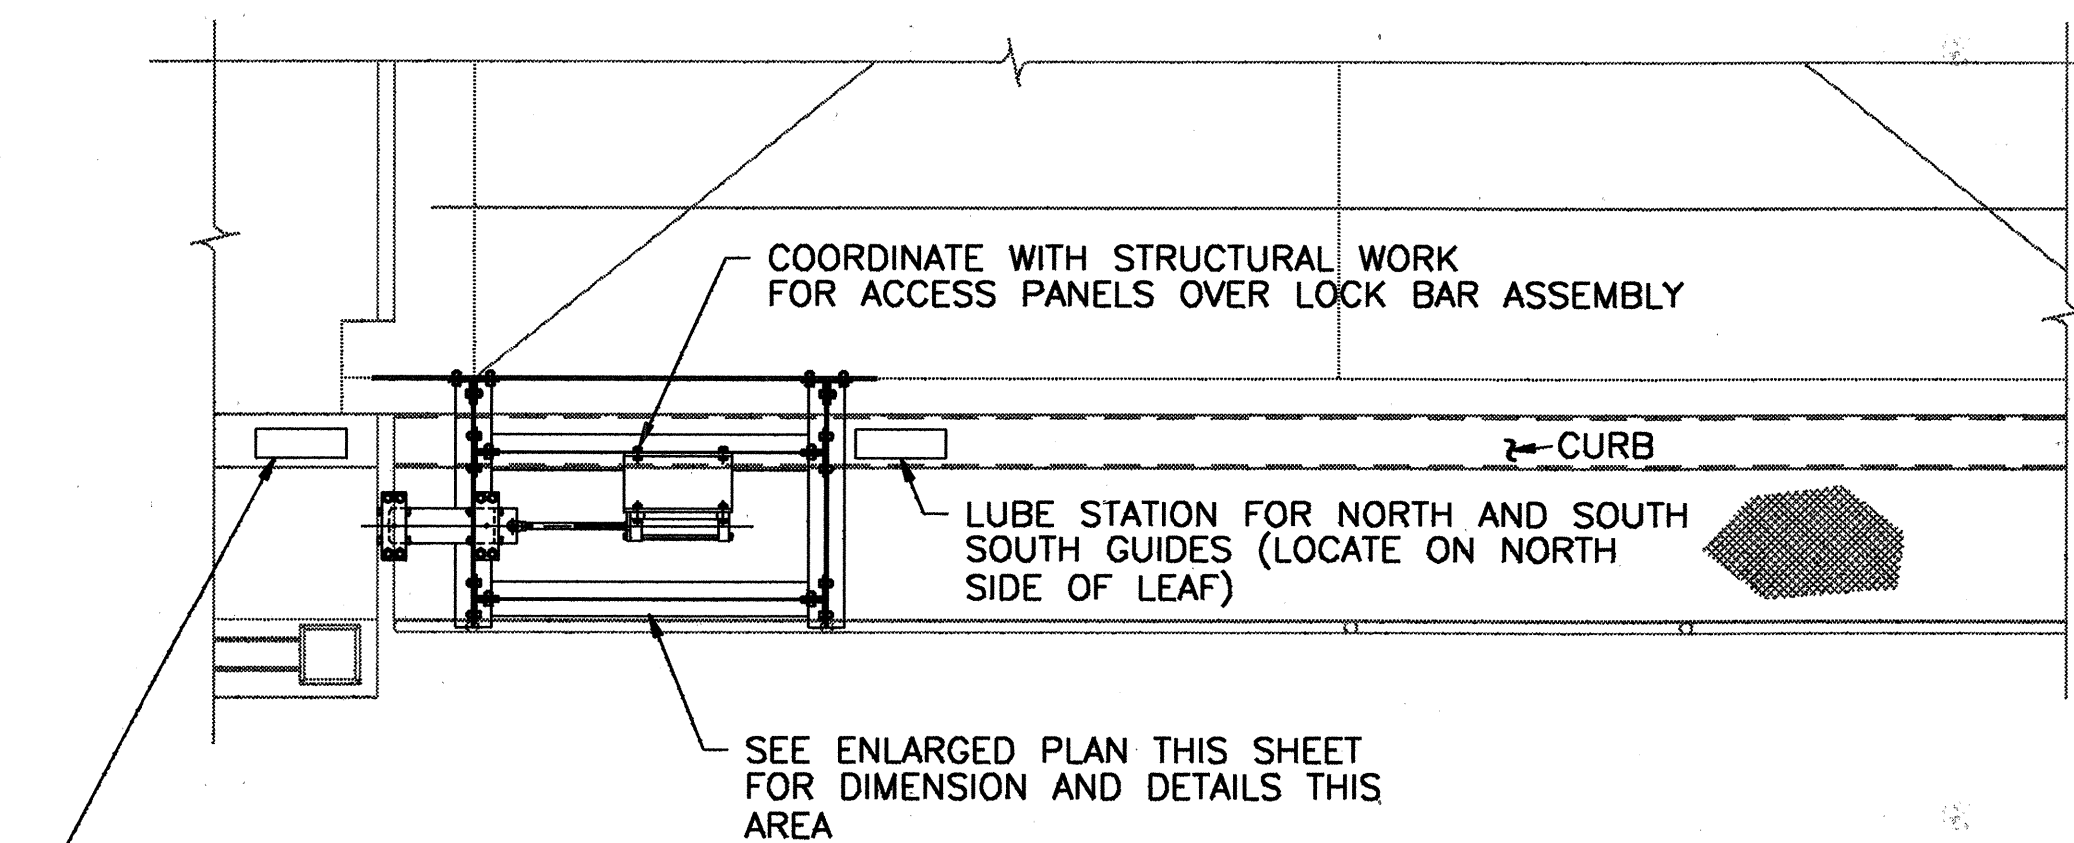 COORDINATE WITH STRUCTURAL WORK
FOR ACCESS PANELS OVER LOCK BAR ASSEMBLY
CURB
LUBE STATION FOR NORTH AND SOUTH
SOUTH GUIDES (LOCATE ON NORTH
SIDE OF LEAF)
SEE ENLARGED PLAN THIS SHEET
FOR DIMENSION AND DETAILS THIS
AREA